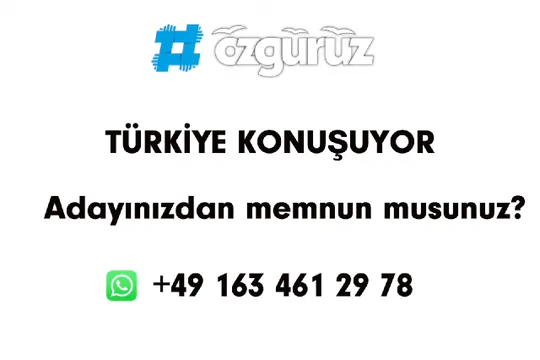 #özgürüz
TÜRKİYE KONUŞUYOR
Adayınızdan memnun musunuz?
+49 163 461 29 78